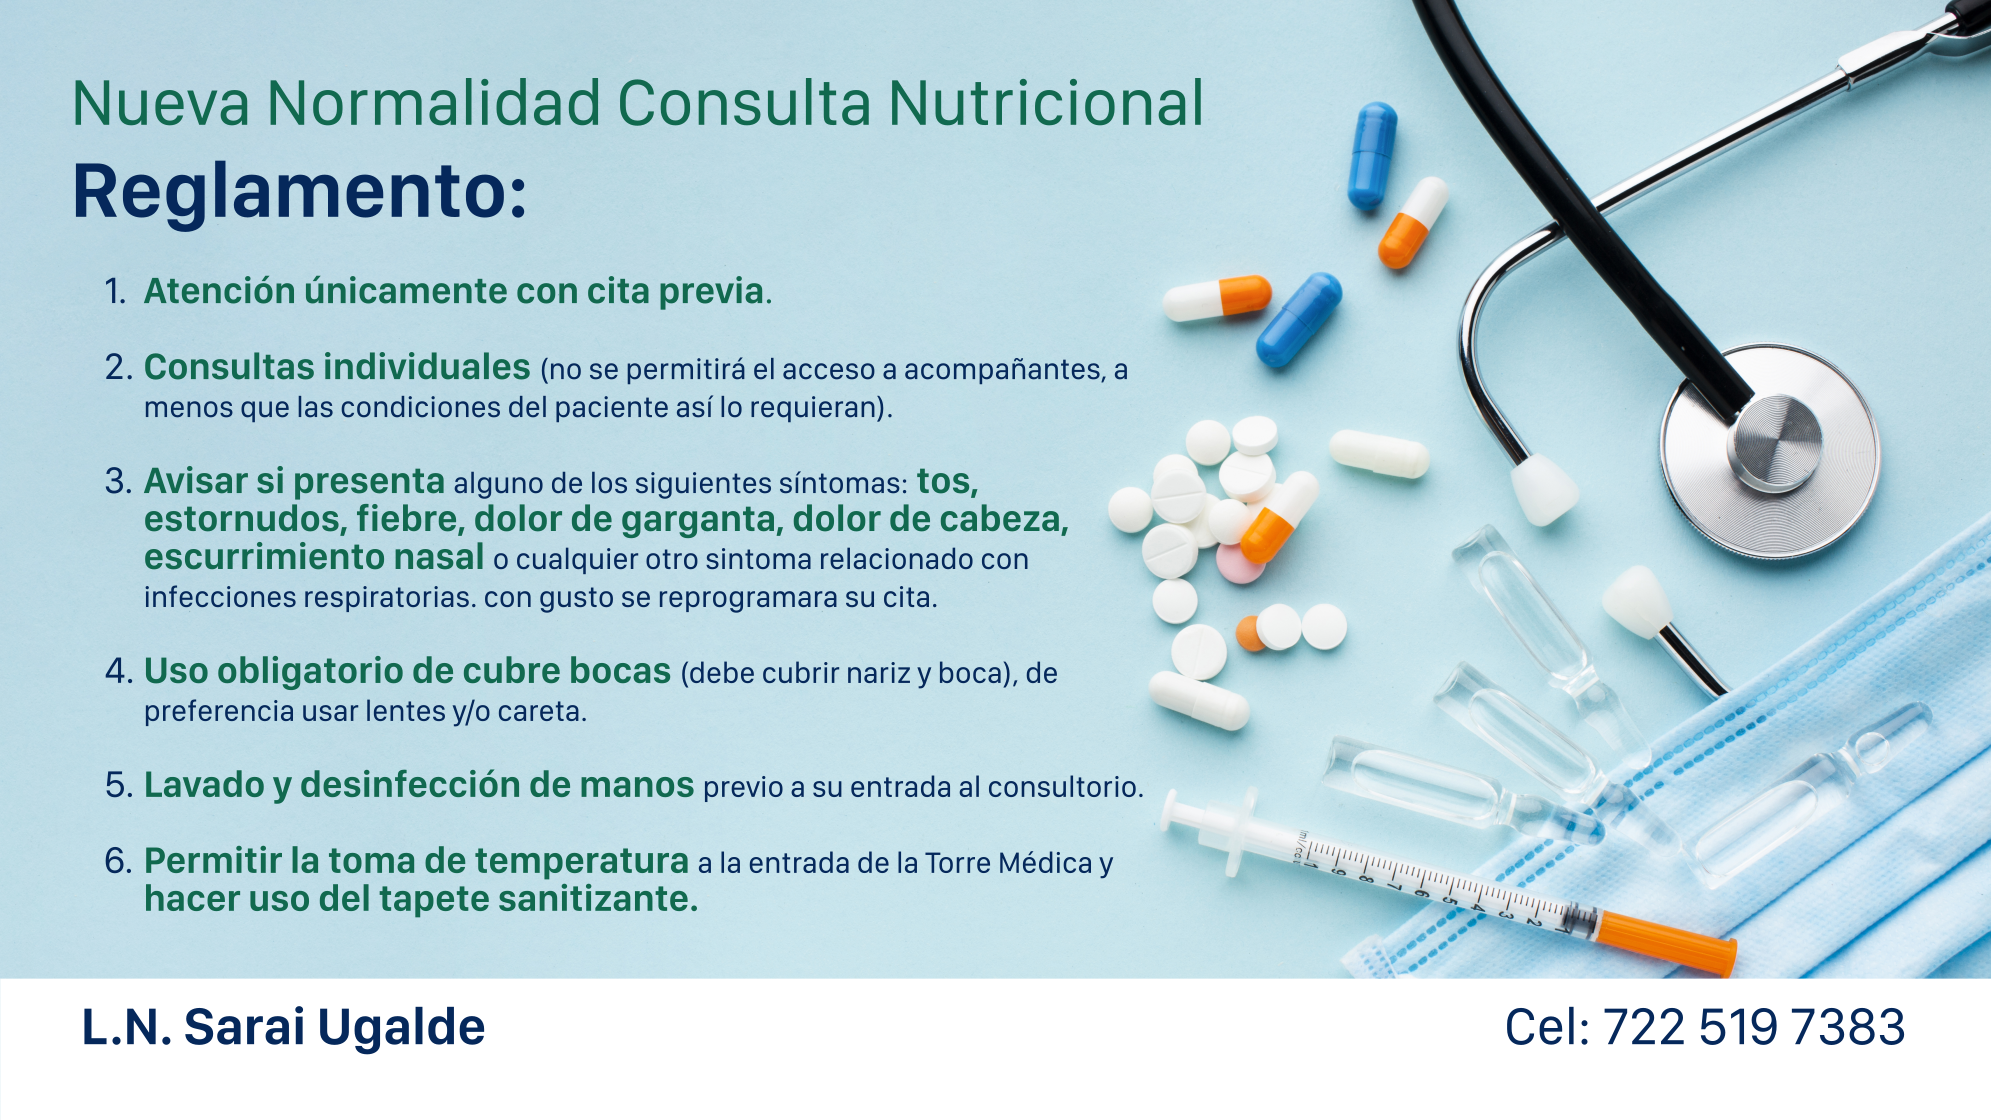 Nueva Normalidad Consulta Nutricional
Reglamento:
1. Atención únicamente con cita previa.
2. Consultas individuales (no se permitirá el acceso a acompañantes, a
menos que las condiciones del paciente así lo requieran).
3. Avisar si presenta alguno de los siguientes síntomas: tos,
estornudos, fiebre, dolor de garganta, dolor de cabeza,
escurrimiento nasal o cualquier otro sintoma relacionado con
infecciones respiratorias. con gusto se reprogramara su cita.
4. Uso obligatorio de cubre bocas (debe cubrir nariz y boca), de
preferencia usar lentes y/o careta.
5. Lavado y desinfección de manos previo a su entrada al consultorio.
6. Permitir la toma de temperatura a la entrada de la Torre Médica y
hacer uso del tapete sanitizante.
L.N. Sarai Ugalde
Cel: 722 519 7383